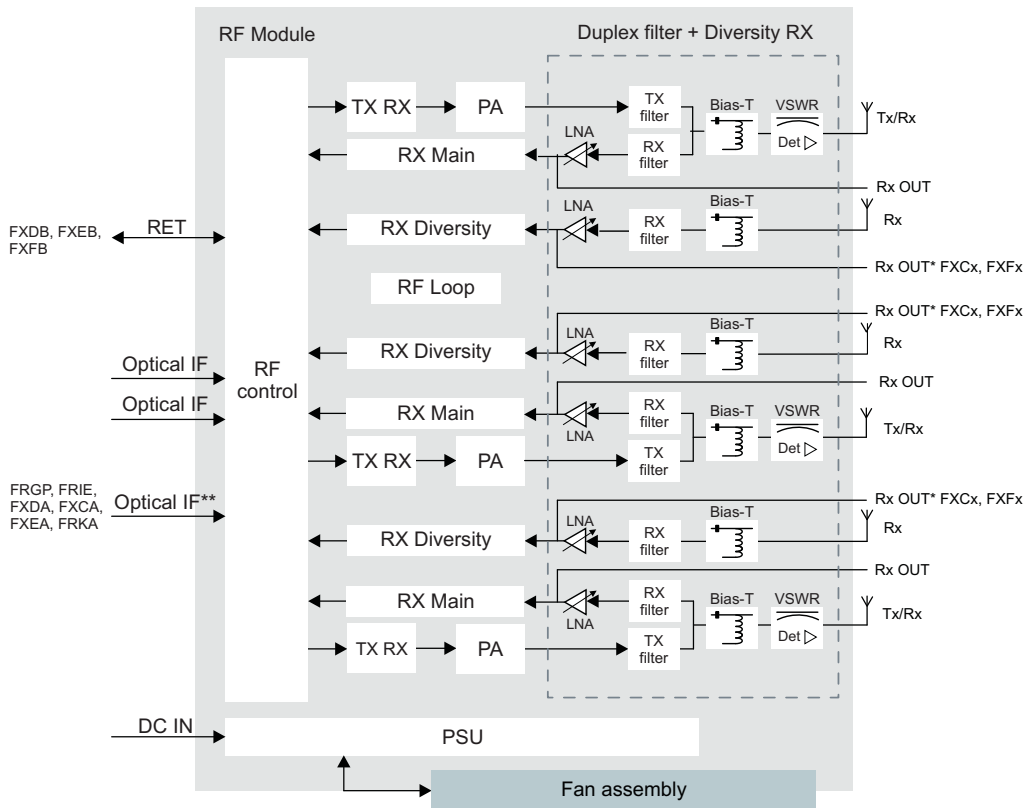 RF Module
Duplex filter + Diversity RX
TX RX
PA
TX
filter
Bias-T
VSWR
Det
Tx/Rx
LNA
RX Main
RX
filter
Rx OUT
FXDB, FXEB,
FXFB
RET
RX Diversity
LNA
RX
filter
Bias-T
Rx
Rx OUT* FXCx, FXFx
RF Loop
Rx OUT* FXCx, FXFx
RX Diversity
LNA
RX
filter
Bias-T
Rx
Optical IF
RF
control
Rx OUT
Optical IF
RX Main
LNA
RX
filter
Bias-T
VSWR
Det
Tx/Rx
TX RX
PA
TX
filter
FRGP, FRIE,
FXDA, FXCA,
FXEA, FRKA
Optical IF**
Rx OUT* FXCx, FXFx
RX Diversity
LNA
RX
filter
Bias-T
Rx
Rx OUT
RX Main
LNA
RX
filter
Bias-T
VSWR
Det
Tx/Rx
TX RX
PA
TX
filter
DC IN
PSU
Fan assembly